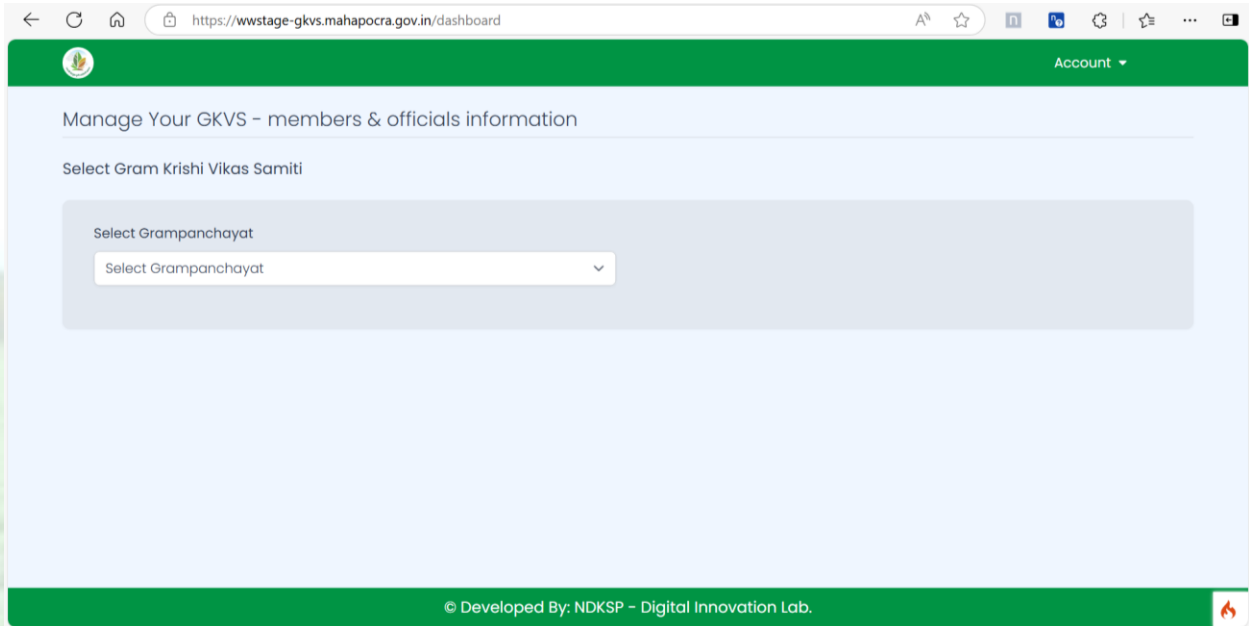 https://wwstage-gkvs.mahapocra.gov.in/dashboard
Account
Manage Your GKVS - members & officials information
Select Gram Krishi Vikas Samiti
Select Grampanchayat
Select Grampanchayat
© Developed By: NDKSP - Digital Innovation Lab.